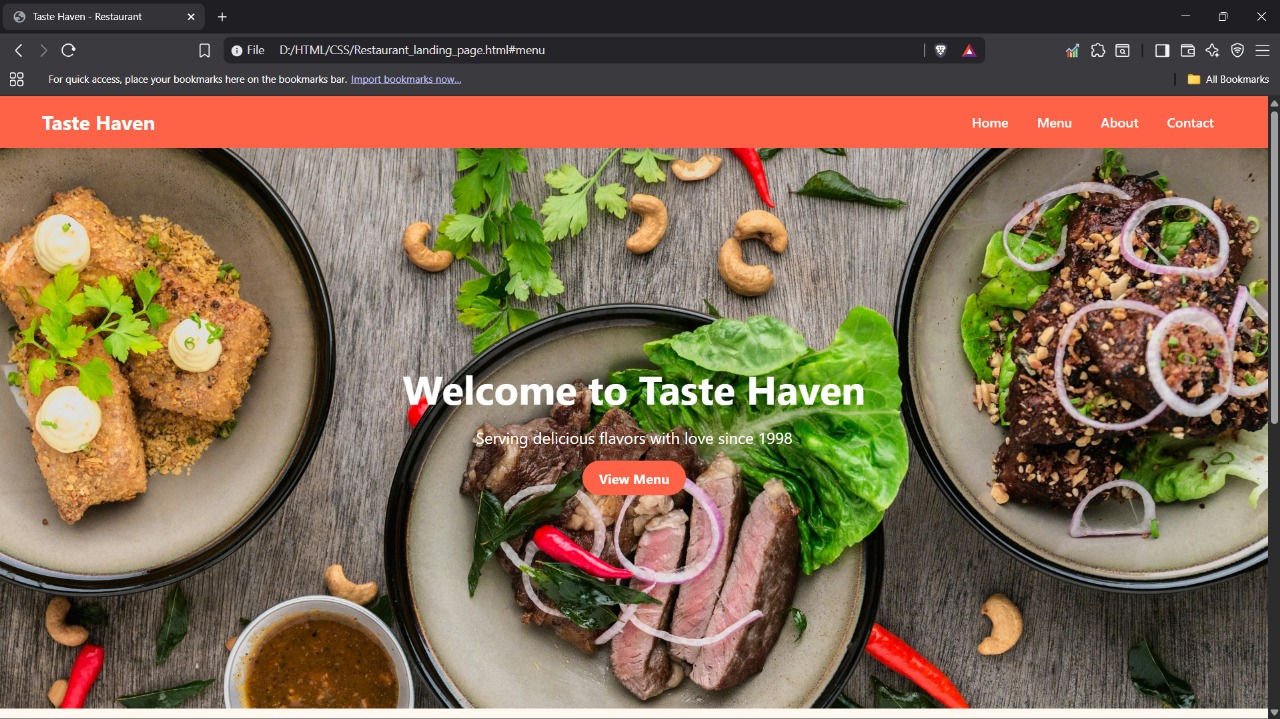 Taste Haven - Restaurant
File D:/HTML/CSS/Restaurant_landing_page.html#menu
For quick access, place your bookmarks here on the bookmarks bar. Import bookmarks now...
All Bookmarks
Taste Haven
Home Menu About Contact
Welcome to Taste Haven
Serving delicious flavors with love since 1998
View Menu